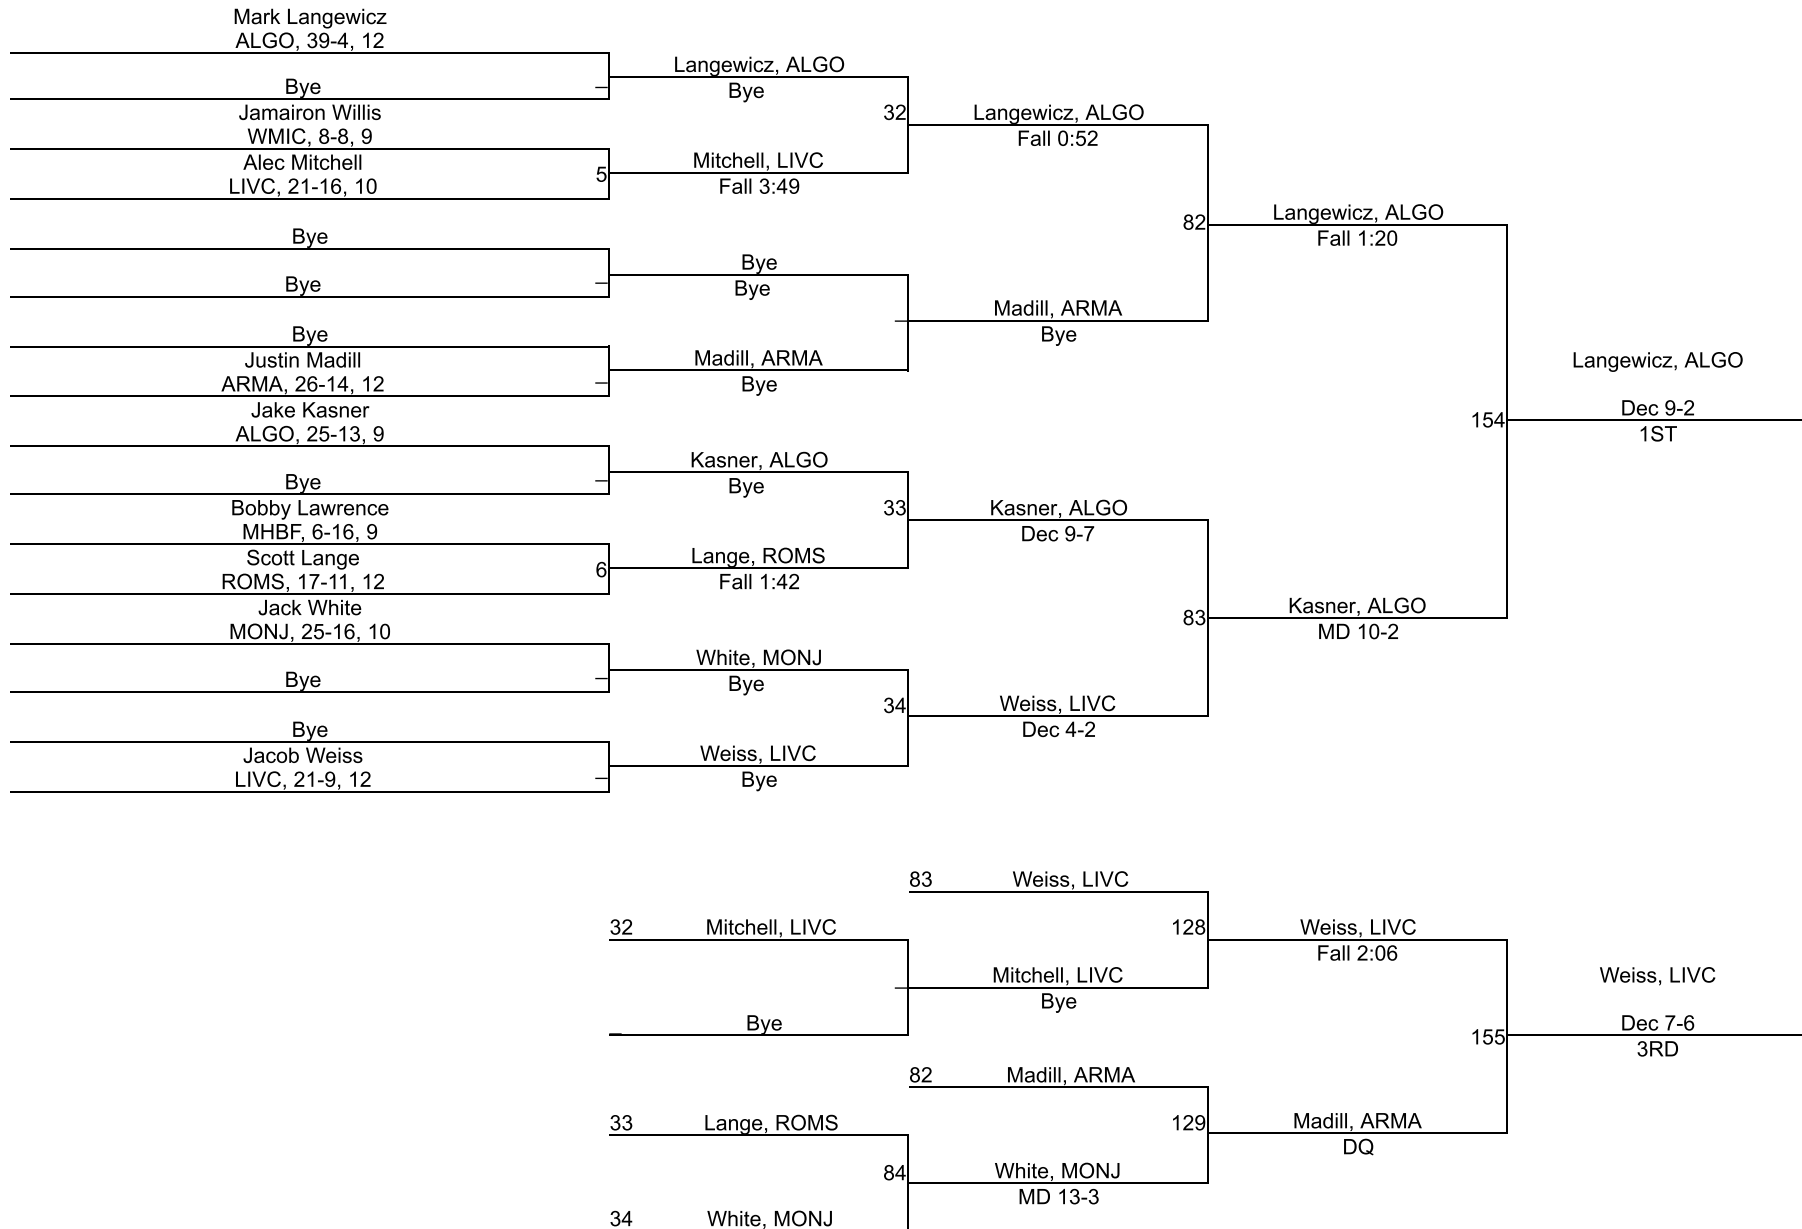 Mark Langewicz
ALGO, 39-4, 12
Bye
Jamairon Willis
WMIC, 8-8, 9
Alec Mitchell
LIVC, 21-16, 10
Bye
Bye
Bye
Justin Madill
ARMA, 26-14, 12
Jake Kasner
ALGO, 25-13, 9
Bye
Bobby Lawrence
MHBF, 6-16, 9
Scott Lange
ROMS, 17-11, 12
Jack White
MONJ, 25-16, 10
Bye
Bye
Jacob Weiss
LIVC, 21-9, 12
Langewicz, ALGO
Bye
5
Mitchell, LIVC
Fall 3:49
Bye
Bye
Madill, ARMA
Bye
Kasner, ALGO
Bye
6
Lange, ROMS
Fall 1:42
White, MONJ
Bye
Weiss, LIVC
Bye
32
Langewicz, ALGO
Fall 0:52
Madill, ARMA
Bye
33
Kasner, ALGO
Dec 9-7
34
Weiss, LIVC
Dec 4-2
82
Langewicz, ALGO
Fall 1:20
83
Kasner, ALGO
MD 10-2
154
Langewicz, ALGO
Dec 9-2
1ST
32
Mitchell, LIVC
Bye
33
Lange, ROMS
34
White, MONJ
83
Weiss, LIVC
Mitchell, LIVC
Bye
82
Madill, ARMA
84
White, MONJ
MD 13-3
128
Weiss, LIVC
Fall 2:06
129
Madill, ARMA
DQ
155
Weiss, LIVC
Dec 7-6
3RD